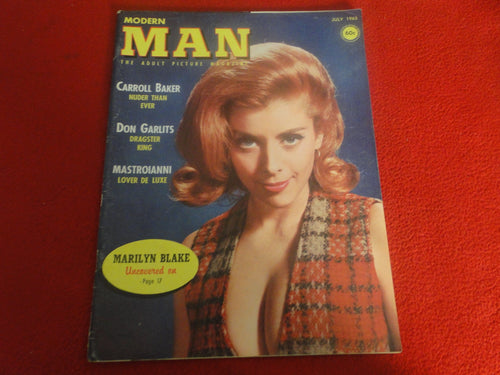 MODERN
MAN
JULY 1963
60c
THE ADULT PICTURE MAGAZINE
CARROLL BAKER
NUDER THAN
EVER
DON GARLITS
DRAGSTER
KING
MASTROIANNI
LOVER DE LUXE
MARILYN BLAKE
Uncovered on
Page 17